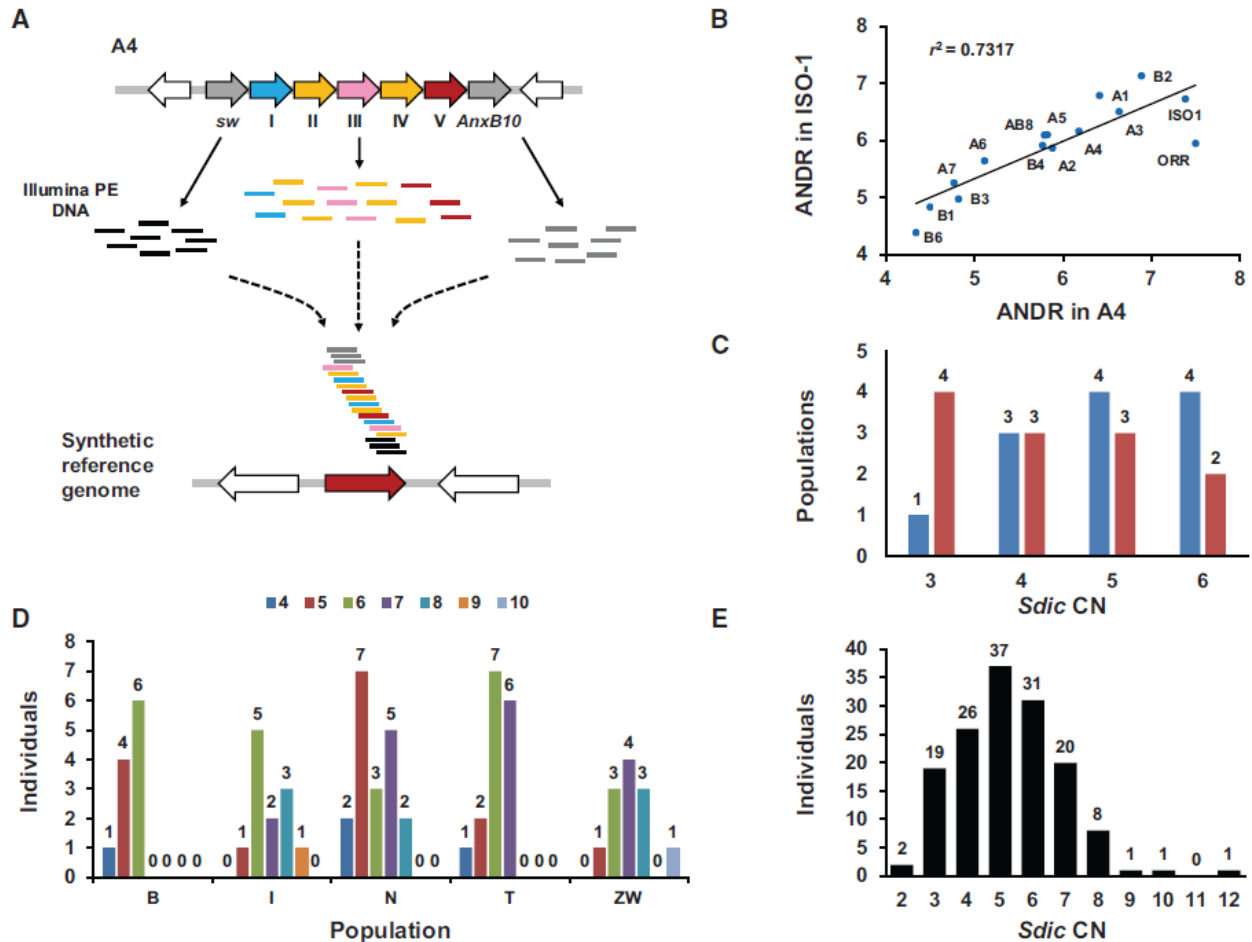 A
A4
sw I II III IV V AnxB10
Illumina PE
DNA
Synthetic
reference
genome
B
ANDR in ISO-1
8
7
6
5
4
r² = 0.7317
B2
A1
ISO1
A3
A5
AB8
A4
ORR
A6
B4
A2
A7
B3
B1
B6
4 5 6 7 8
ANDR in A4
C
Populations
5
4
3
2
1
0
1 4 3 3 4 3 4 2
3 4 5 6
Sdic CN
D
4 5 6 7 8 9 10
Individuals
8
7
6
5
4
3
2
1
0
1 4 6 0 0 0 0
0 1 5 2 3 1 0
2 7 3 5 2 0 0
1 2 7 6 0 0 0
0 1 3 4 3 0 1
B I N T ZW
Population
E
Individuals
40
35
30
25
20
15
10
5
0
2 19 26 37 31 20 8 1 1 0 1
2 3 4 5 6 7 8 9 10 11 12
Sdic CN